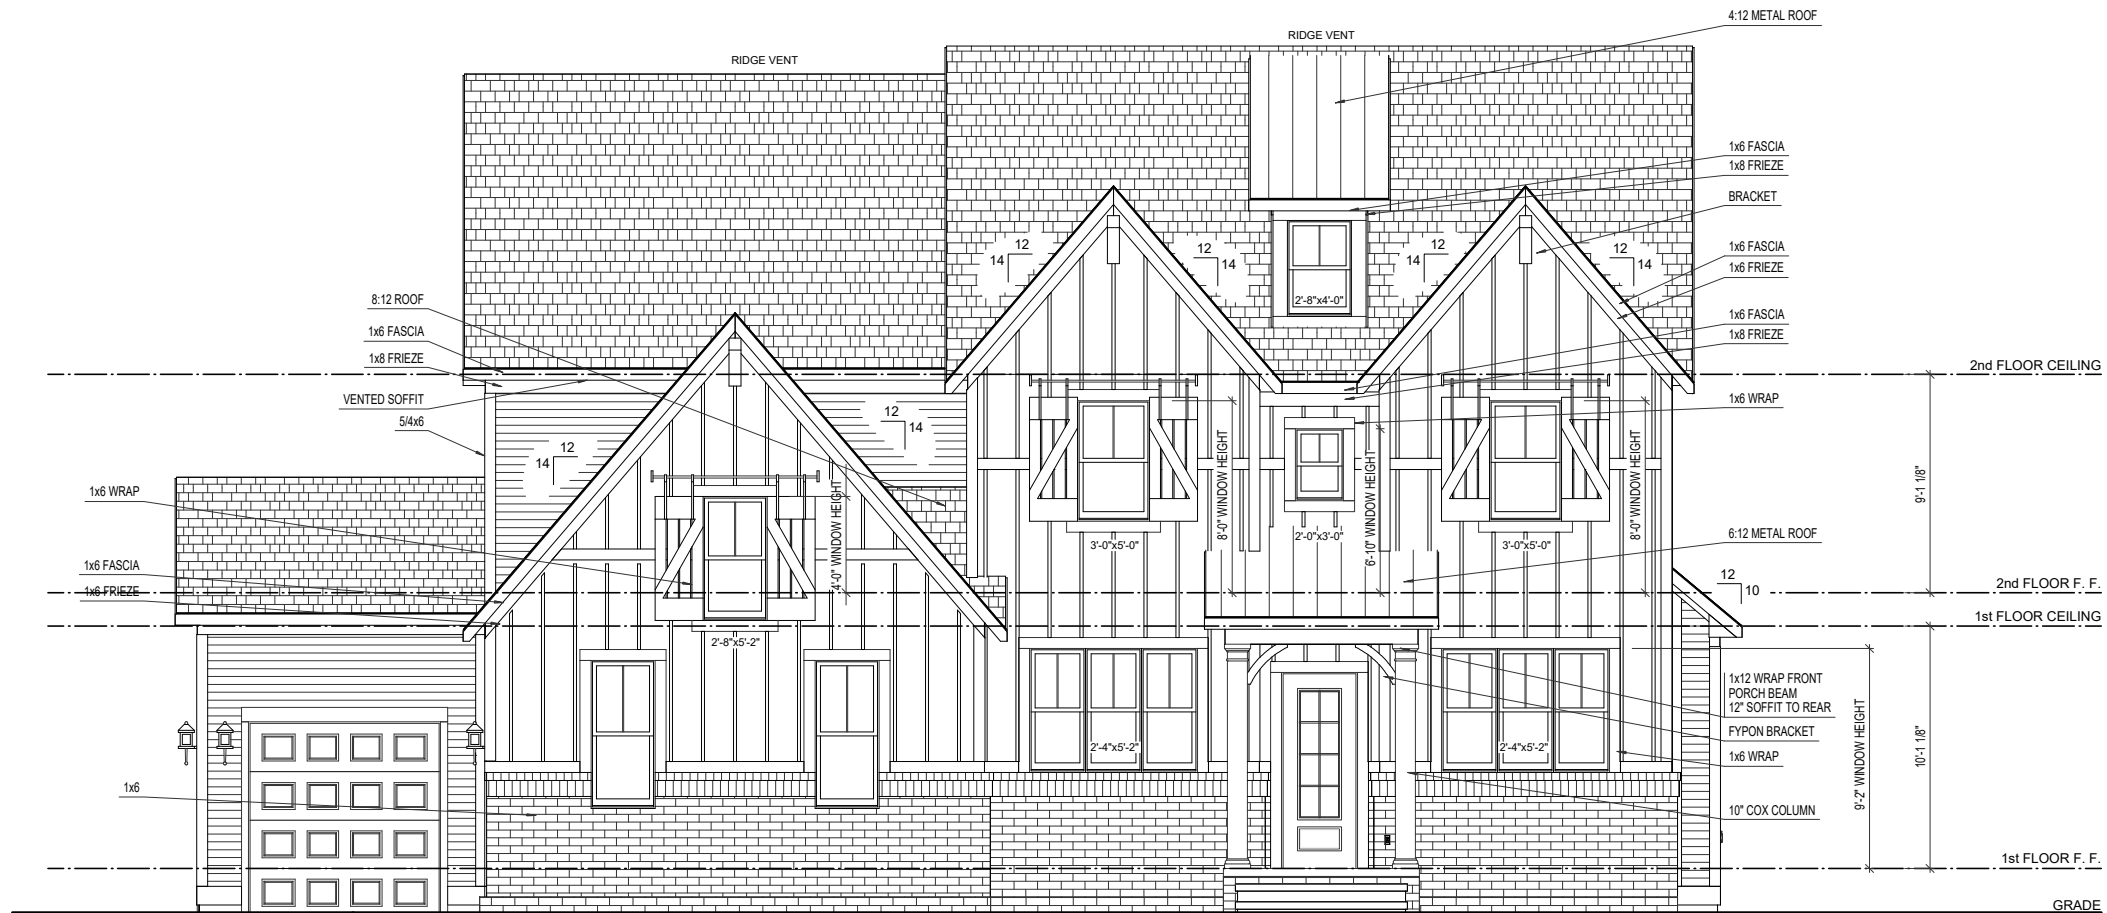 4:12 METAL ROOF
RIDGE VENT
RIDGE VENT
1x6 FASCIA
1x8 FRIEZE
BRACKET
12
14
12
14
12
14
12
14
1x6 FASCIA
1x6 FRIEZE
2'-8"x4'-0"
8:12 ROOF
1x6 FASCIA
1x8 FRIEZE
1x6 FASCIA
1x8 FRIEZE
2nd FLOOR CEILING
VENTED SOFFIT
5/4x6
12
14
12
14
1x6 WRAP
8'-0" WINDOW HEIGHT
6'-10" WINDOW HEIGHT
8'-0" WINDOW HEIGHT
9'-1 1/8"
1x6 WRAP
4'-0" WINDOW HEIGHT
3'-0"x5'-0"
2'-0"x3'-0"
3'-0"x5'-0"
6:12 METAL ROOF
1x6 FASCIA
1x6 FRIEZE
12
10
2nd FLOOR F. F.
1st FLOOR CEILING
2'-8"x5'-2"
1x12 WRAP FRONT
PORCH BEAM
12" SOFFIT TO REAR
FYPON BRACKET
2'-4"x5'-2"
2'-4"x5'-2"
1x6 WRAP
9'-2" WINDOW HEIGHT
10'-1 1/8"
1x6
10" COX COLUMN
1st FLOOR F. F.
GRADE